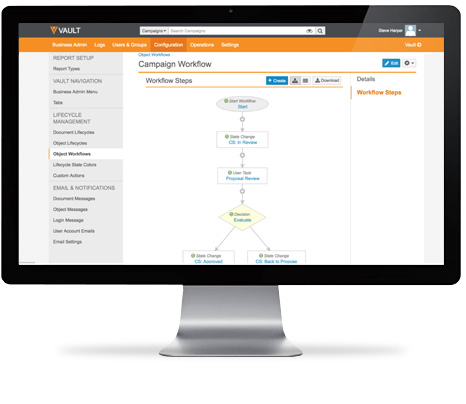 VAULT
Campaigns
Search Campaigns
Steve Harper
Business Admin Logs Users & Groups Configuration Operations Settings
Vault
REPORT SETUP
Report Types
VAULT NAVIGATION
Business Admin Menu
Tabs
LIFECYCLE
MANAGEMENT
Document Lifecycles
Object Lifecycles
Object Workflows
Lifecycle State Colors
Custom Actions
EMAIL & NOTIFICATIONS
Document Messages
Object Messages
Login Message
User Account Emails
Email Settings
Object Workflows
Campaign Workflow
Edit
Workflow Steps
+ Create
Download
Details
Workflow Steps
Start Workflow
Start
State Change
CS: In Review
User Task
Proposal Review
Decision
Evaluate
State Change
CS: Approved
State Change
CS: Back to Propose